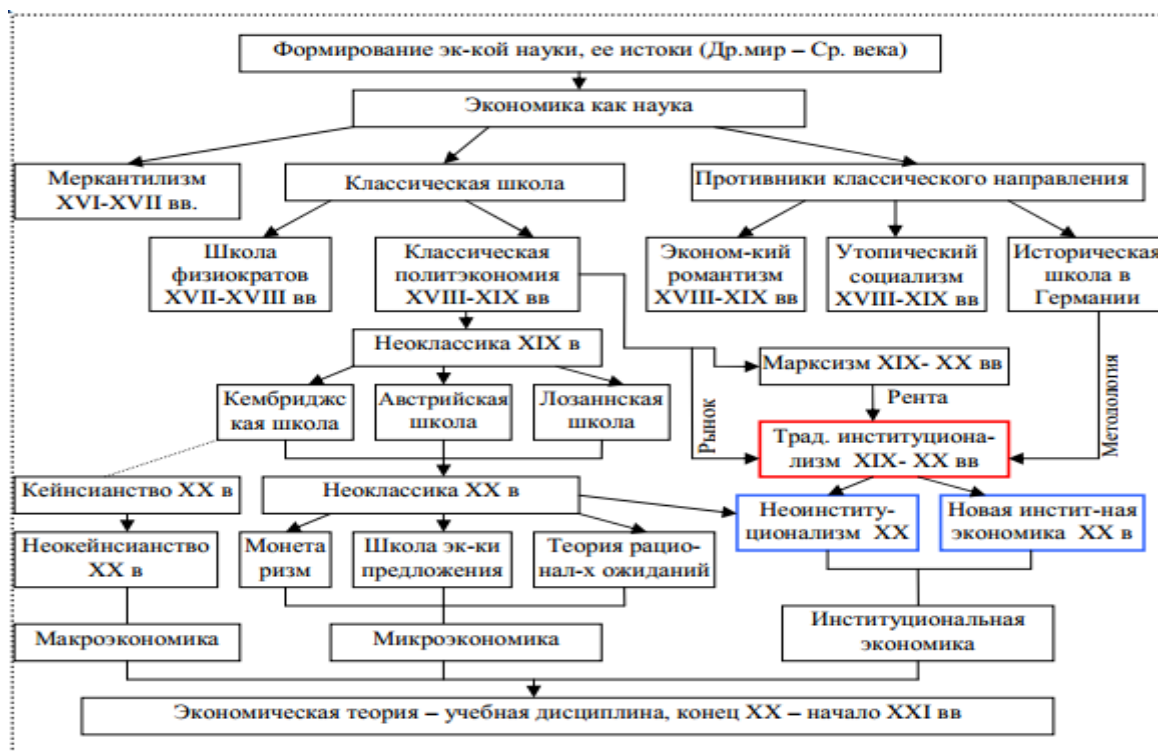 Формирование эк-кой науки, ее истоки (Др.мир – Ср. века)
Экономика как наука
Меркантилизм
XVI-XVII вв.
Классическая школа
Противники классического направления
Школа
физиократов
XVII-XVIII вв
Классическая
политэкономия
XVIII-XIX вв
Эконом-кий
романтизм
XVIII-XIX вв
Утопический
социализм
XVIII-XIX вв
Историческая
школа в
Германии
Неоклассика XIX в
Марксизм XIX- XX вв
Кембриджс
кая школа
Австрийская
школа
Лозаннская
школа
Рынок
Рента
Методология
Трад. институциона-
лизм XIX- XX вв
Кейнсианство XX в
Неоклассика XX в
Неоинститу-
ционализм XX
Новая инстит-ная
экономика XX в
Неокейнсианство
XX в
Монета
ризм
Школа эк-ки
предложения
Теория рацио-
нал-х ожиданий
Макроэкономика
Микроэкономика
Институциональная
экономика
Экономическая теория – учебная дисциплина, конец XX – начало XXI вв